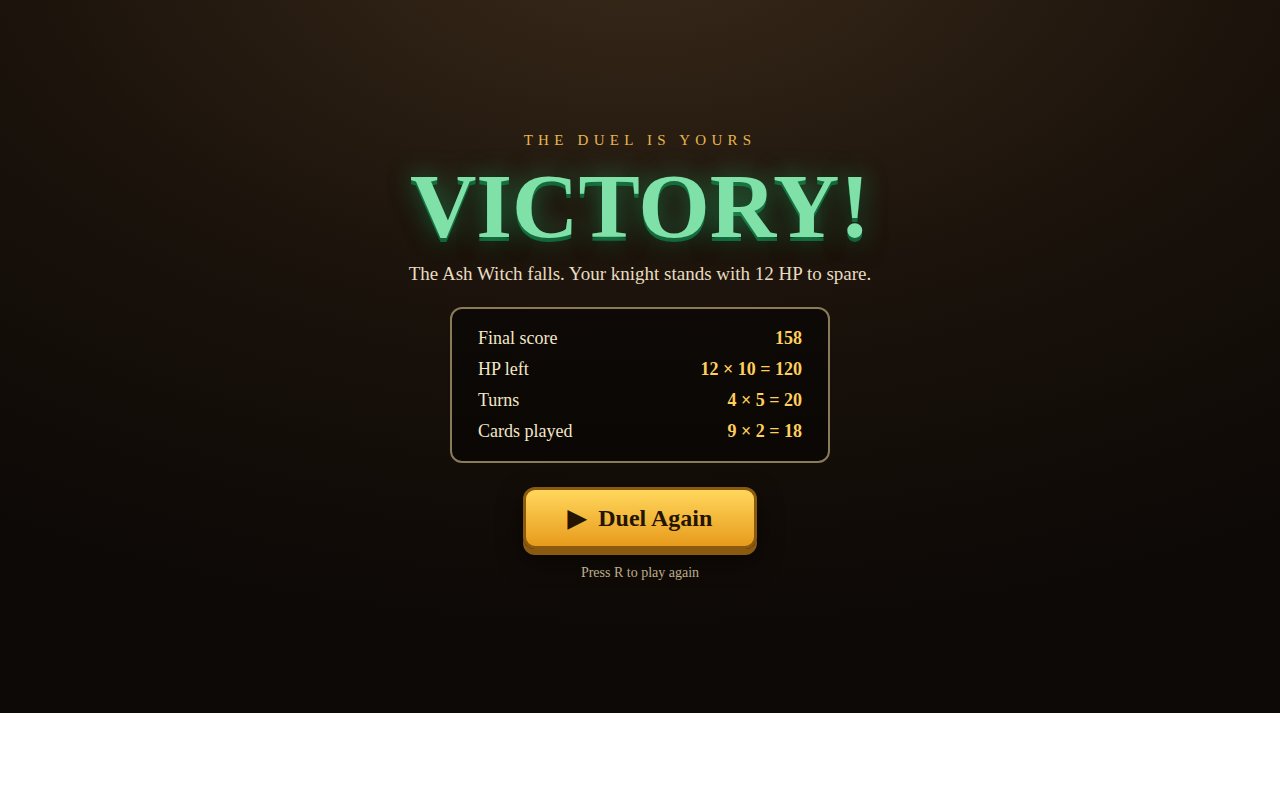 THE DUEL IS YOURS
VICTORY!
The Ash Witch falls. Your knight stands with 12 HP to spare.
Final score 158
HP left 12 × 10 = 120
Turns 4 × 5 = 20
Cards played 9 × 2 = 18
▶ Duel Again
Press R to play again